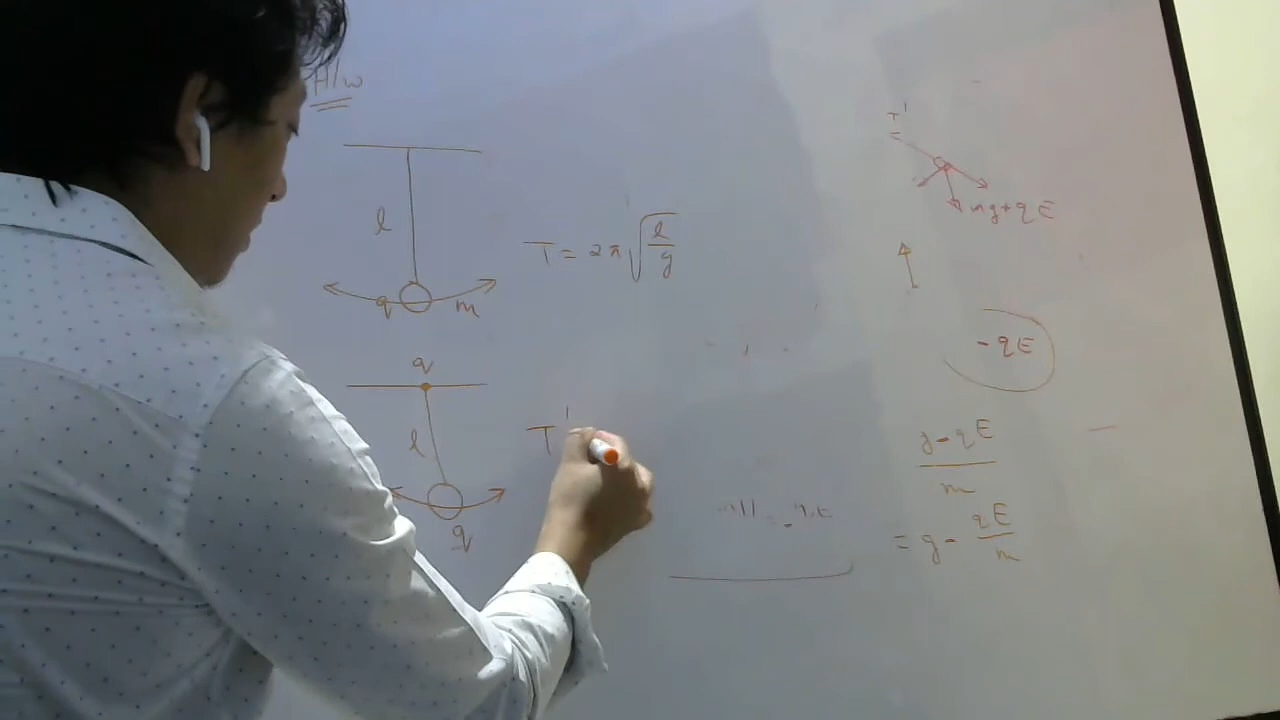 H/w
l
q
m
T = 2π√(l/g)
q
l
q
T'
T'
mg+qE
-qE
g-qE
m
= g - qE/m